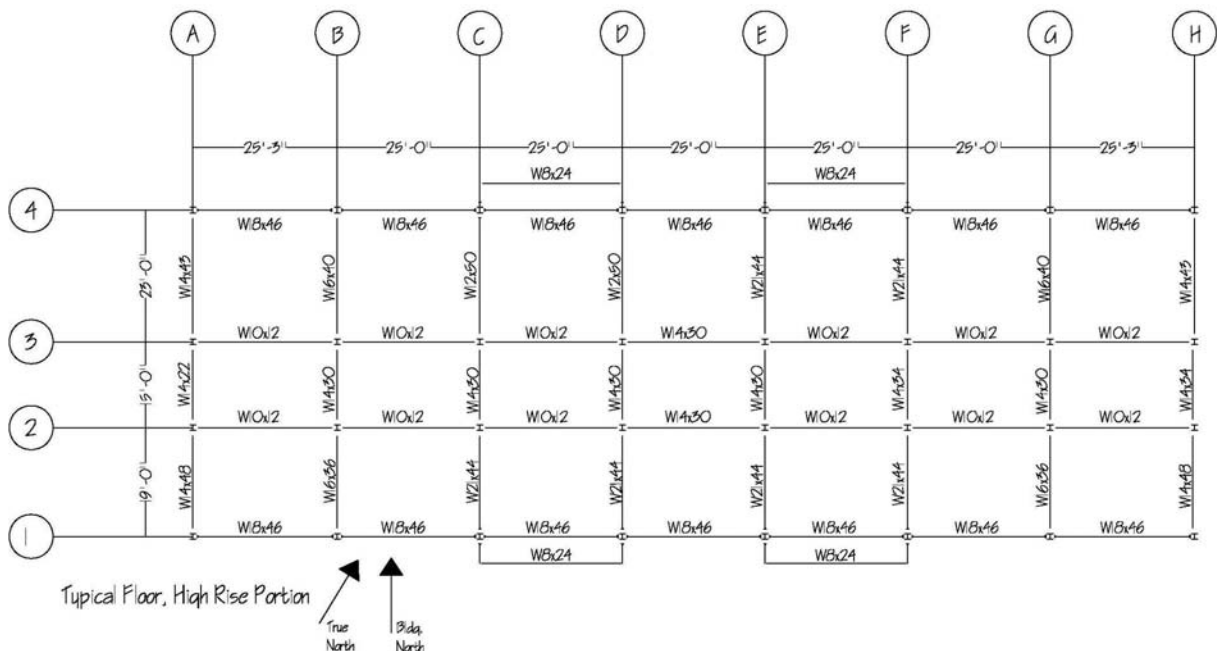 A B C D E F G H
25'-3" 25'-0" 25'-0" 25'-0" 25'-0" 25'-0" 25'-3"
W8x24 W8x24
4
W18x46 W18x46 W18x46 W18x46 W18x46 W18x46 W18x46
23'-0" W14x43 W16x40 W12x50 W12x50 W21x44 W21x44 W16x40 W14x43
3
W10x12 W10x12 W10x12 W14x30 W10x12 W10x12 W10x12
15'-0" W14x22 W14x30 W14x30 W14x30 W14x30 W14x34 W14x30 W14x34
2
W10x12 W10x12 W10x12 W14x30 W10x12 W10x12 W10x12
19'-0" W14x48 W16x36 W21x44 W21x44 W21x44 W21x44 W16x36 W14x48
1
W18x46 W18x46 W18x46 W18x46 W18x46 W18x46 W18x46
W8x24 W8x24
Typical Floor, High Rise Portion
True
North
Bldg.
North